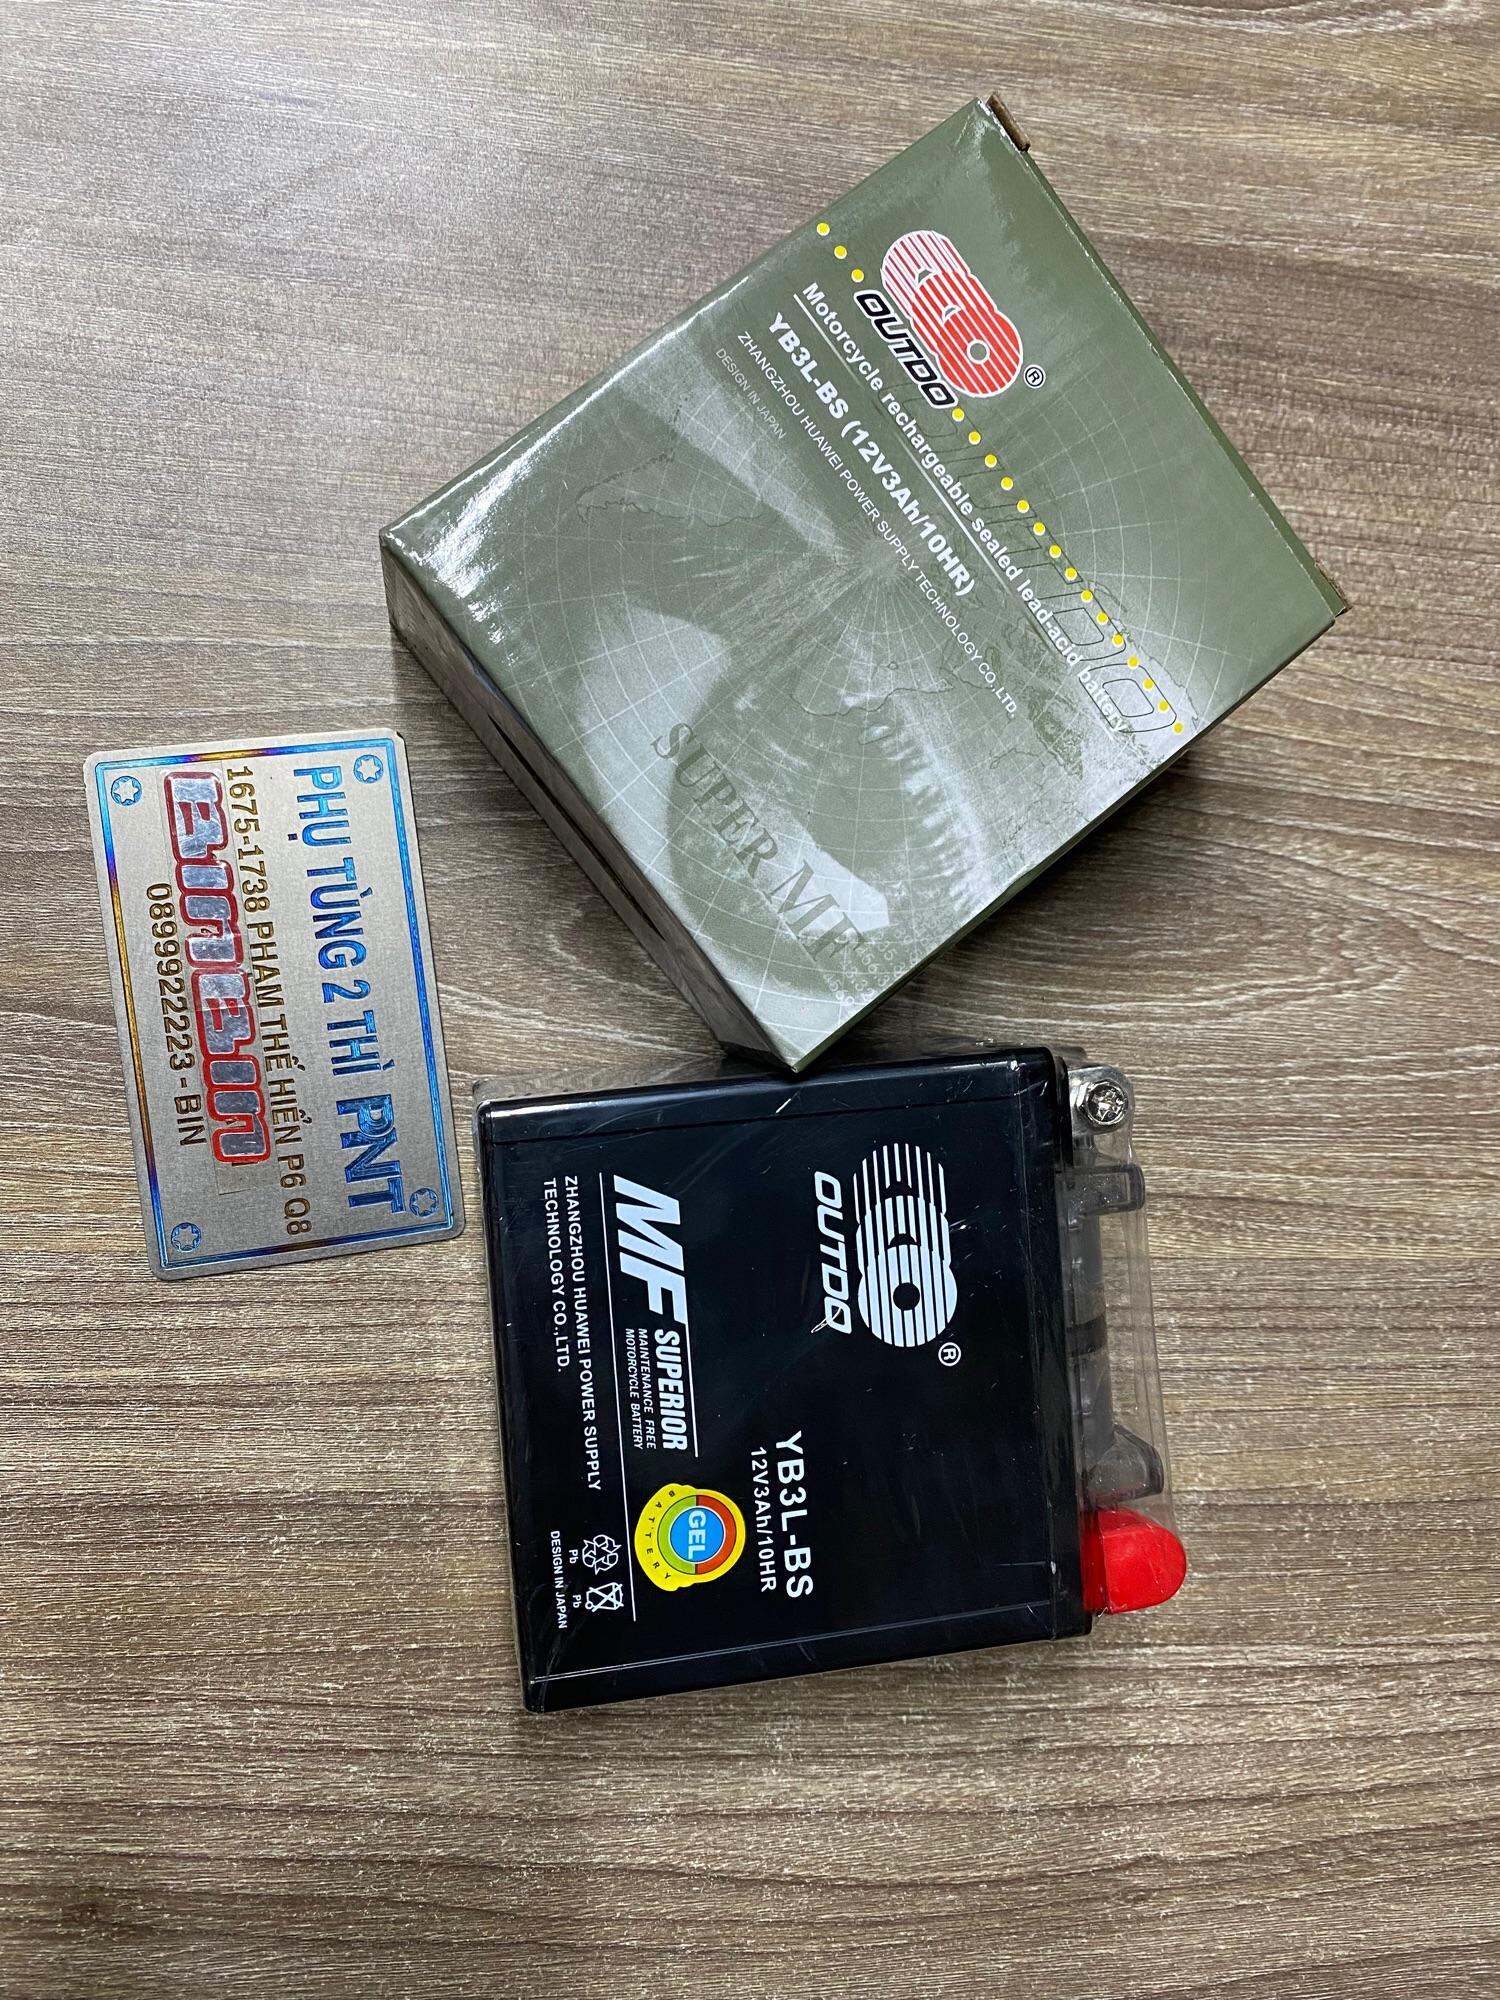 OUTDO
®
Motorcycle rechargeable sealed lead-acid battery
YB3L-BS (12V3Ah/10HR)
ZHANGZHOU HUAWEI POWER SUPPLY TECHNOLOGY CO.,LTD.
DESIGN IN JAPAN
SUPER MF
PHỤ TÙNG 2 THÌ PNT
1675-1738 PHẠM THẾ HIỂN P6 Q8
BINBIN
0899922223 - BIN
OUTDO
®
YB3L-BS
12V3Ah/10HR
MF SUPERIOR
MAINTENANCE FREE
MOTORCYCLE BATTERY
GEL
BATTERY
ZHANGZHOU HUAWEI POWER SUPPLY
TECHNOLOGY CO.,LTD.
Pb
Pb
DESIGN IN JAPAN